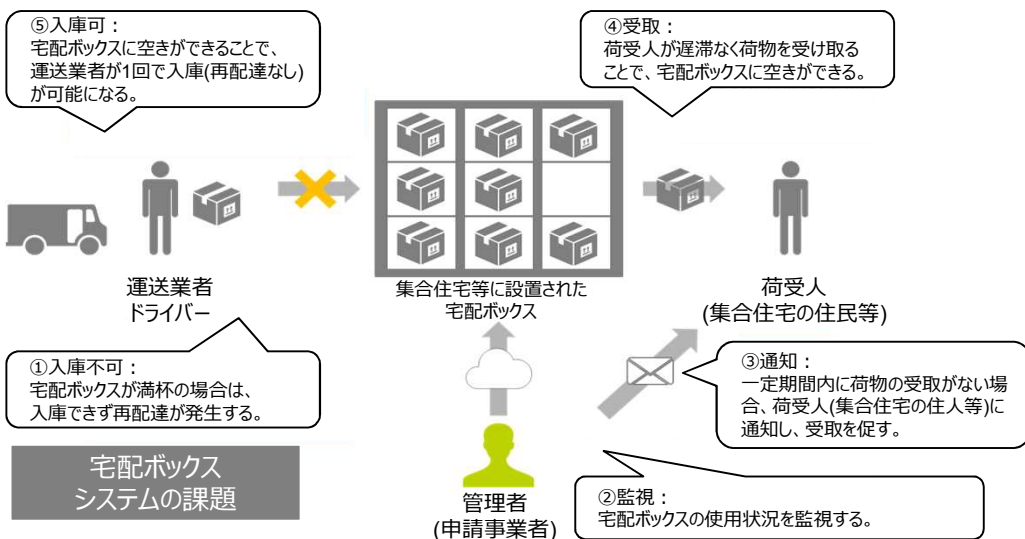 ⑤入庫可：
宅配ボックスに空きができることで、
運送業者が1回で入庫(再配達なし)
が可能になる。
④受取：
荷受人が遅滞なく荷物を受け取る
ことで、宅配ボックスに空きができる。
運送業者
ドライバー
集合住宅等に設置された
宅配ボックス
荷受人
(集合住宅の住民等)
①入庫不可：
宅配ボックスが満杯の場合は、
入庫できず再配達が発生する。
③通知：
一定期間内に荷物の受取がない場
合、荷受人(集合住宅の住人等)に
通知し、受取を促す。
宅配ボックス
システムの課題
管理者
(申請事業者)
②監視：
宅配ボックスの使用状況を監視する。